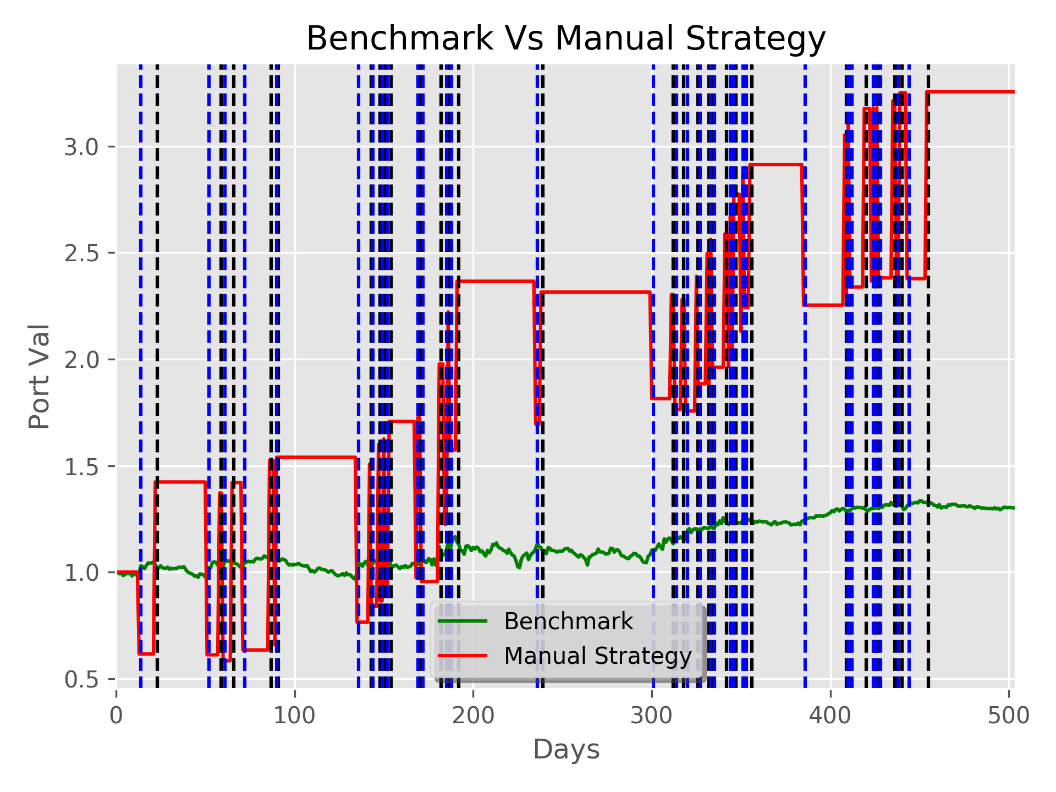 Benchmark Vs Manual Strategy
3.0
2.5
2.0
1.5
1.0
0.5
Port Val
Benchmark
Manual Strategy
0 100 200 300 400 500
Days